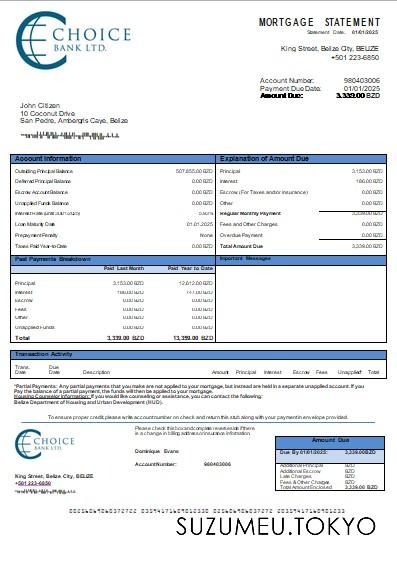 CHOICE
BANK LTD.
MORTGAGE STATEMENT
Statement Date: 01/01/2025
King Street, Belize City, BELIZE
+501 223-6850
Account Number: 980403006
Payment Due Date: 01/01/2025
Amount Due: 3,339.00 BZD
John Citizen
10 Coconut Drive
San Pedro, Ambergris Caye, Belize
Account Information
Outstanding Principal Balance 507,855.00 BZD
Deferred Principal Balance 0.00 BZD
Escrow Account Balance 0.00 BZD
Unapplied Funds Balance 0.00 BZD
Interest Rate
Loan Maturity Date 01.01.2025
Prepayment Penalty None
Taxes Paid Year-to-Date 0.00 BZD
Explanation of Amount Due
Principal 3,153.00 BZD
Interest 186.00 BZD
Escrow (For Taxes and/or Insurance) 0.00 BZD
Regular Monthly Payment 3,339.00 BZD
Fees and Other Charges 0.00 BZD
Overdue Payment 0.00 BZD
Total Amount Due 3,339.00 BZD
Past Payments Breakdown
Paid Last Month Paid Year to Date
Principal 3,153.00 BZD 12,612.00 BZD
Interest 186.00 BZD 747.00 BZD
Escrow 0.00 BZD 0.00 BZD
Fees 0.00 BZD 0.00 BZD
Other 0.00 BZD 0.00 BZD
Unapplied Funds 0.00 BZD 0.00 BZD
Total 3,339.00 BZD 13,359.00 BZD
Important Messages
Transaction Activity
Trans. Date Due Date Description Amount Principal Interest Escrow Fees Unapplied* Total
*Partial Payments: Any partial payments that you make are not applied to your mortgage, but instead are held in a separate unapplied account. If you
Pay the balance of a partial payment, the funds will then be applied to your mortgage.
Housing Counselor Information: If you would like counseling or assistance, you can contact the following:
Belize Department of Housing and Urban Development (HUD).
To ensure proper credit, please write account number on check and return this stub along with your payment in envelope provided.
CHOICE
BANK LTD.
King Street, Belize City, BELIZE
+501 223-6850
Please check this box and complete reverse side if there
is a change in billing address or insurance information.
Dominique Evans
Account Number: 980403006
Amount Due
Due By 01/01/2025: 3,339.00 BZD
Additional Principal BZD
Additional Escrow BZD
Late Charges BZD
Fees & Other Charges BZD
Total Amount Enclosed 3,339.00 BZD
SUZUMEU.TOKYO